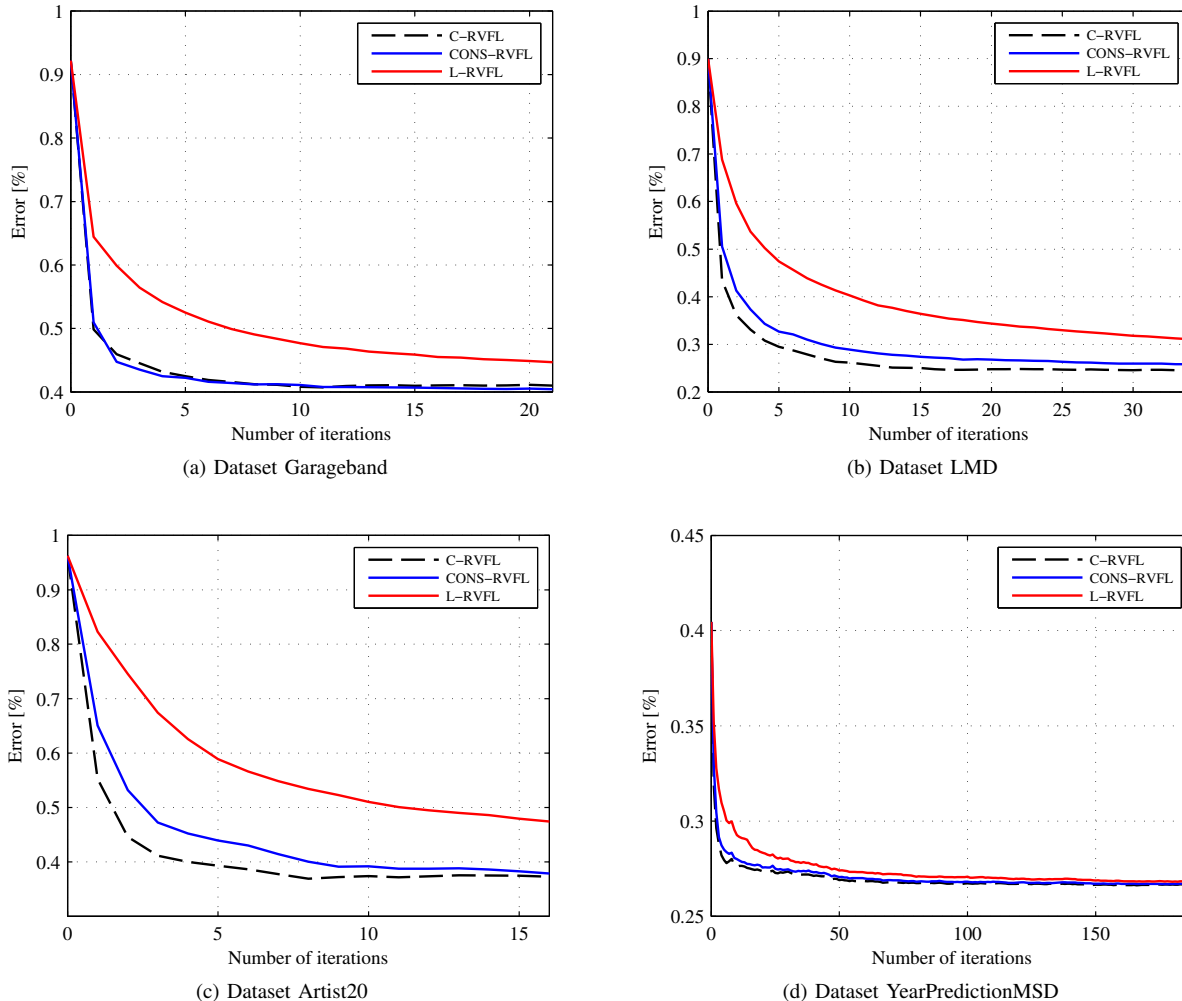 1
0.9
0.8
0.7
0.6
0.5
0.4
0
5
10
15
20
Error [%]
Number of iterations
C−RVFL
CONS−RVFL
L−RVFL
(a) Dataset Garageband
1
0.9
0.8
0.7
0.6
0.5
0.4
0.3
0.2
0
5
10
15
20
25
30
Error [%]
Number of iterations
C−RVFL
CONS−RVFL
L−RVFL
(b) Dataset LMD
1
0.9
0.8
0.7
0.6
0.5
0.4
0
5
10
15
Error [%]
Number of iterations
C−RVFL
CONS−RVFL
L−RVFL
(c) Dataset Artist20
0.45
0.4
0.35
0.3
0.25
0
50
100
150
Error [%]
Number of iterations
C−RVFL
CONS−RVFL
L−RVFL
(d) Dataset YearPredictionMSD